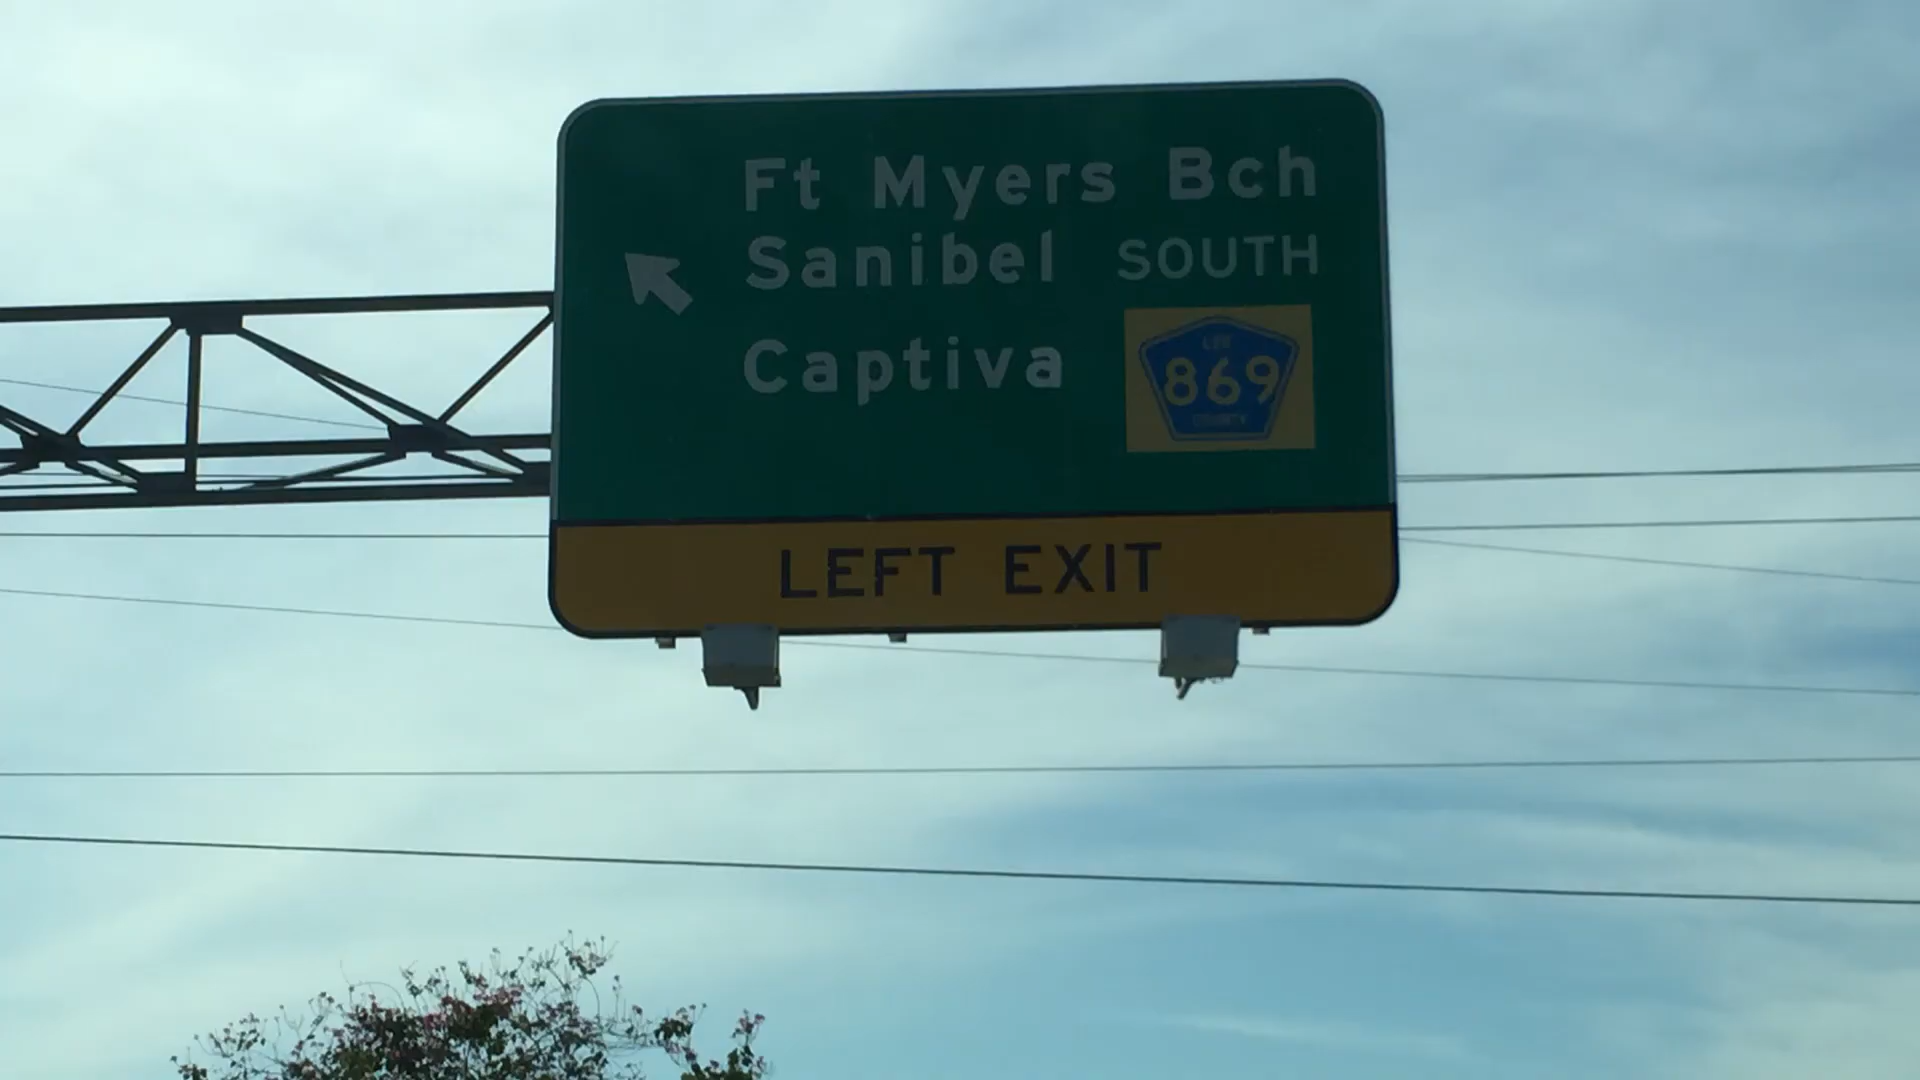 Ft Myers Bch
Sanibel SOUTH
Captiva
LEE
869
COUNTY
LEFT EXIT